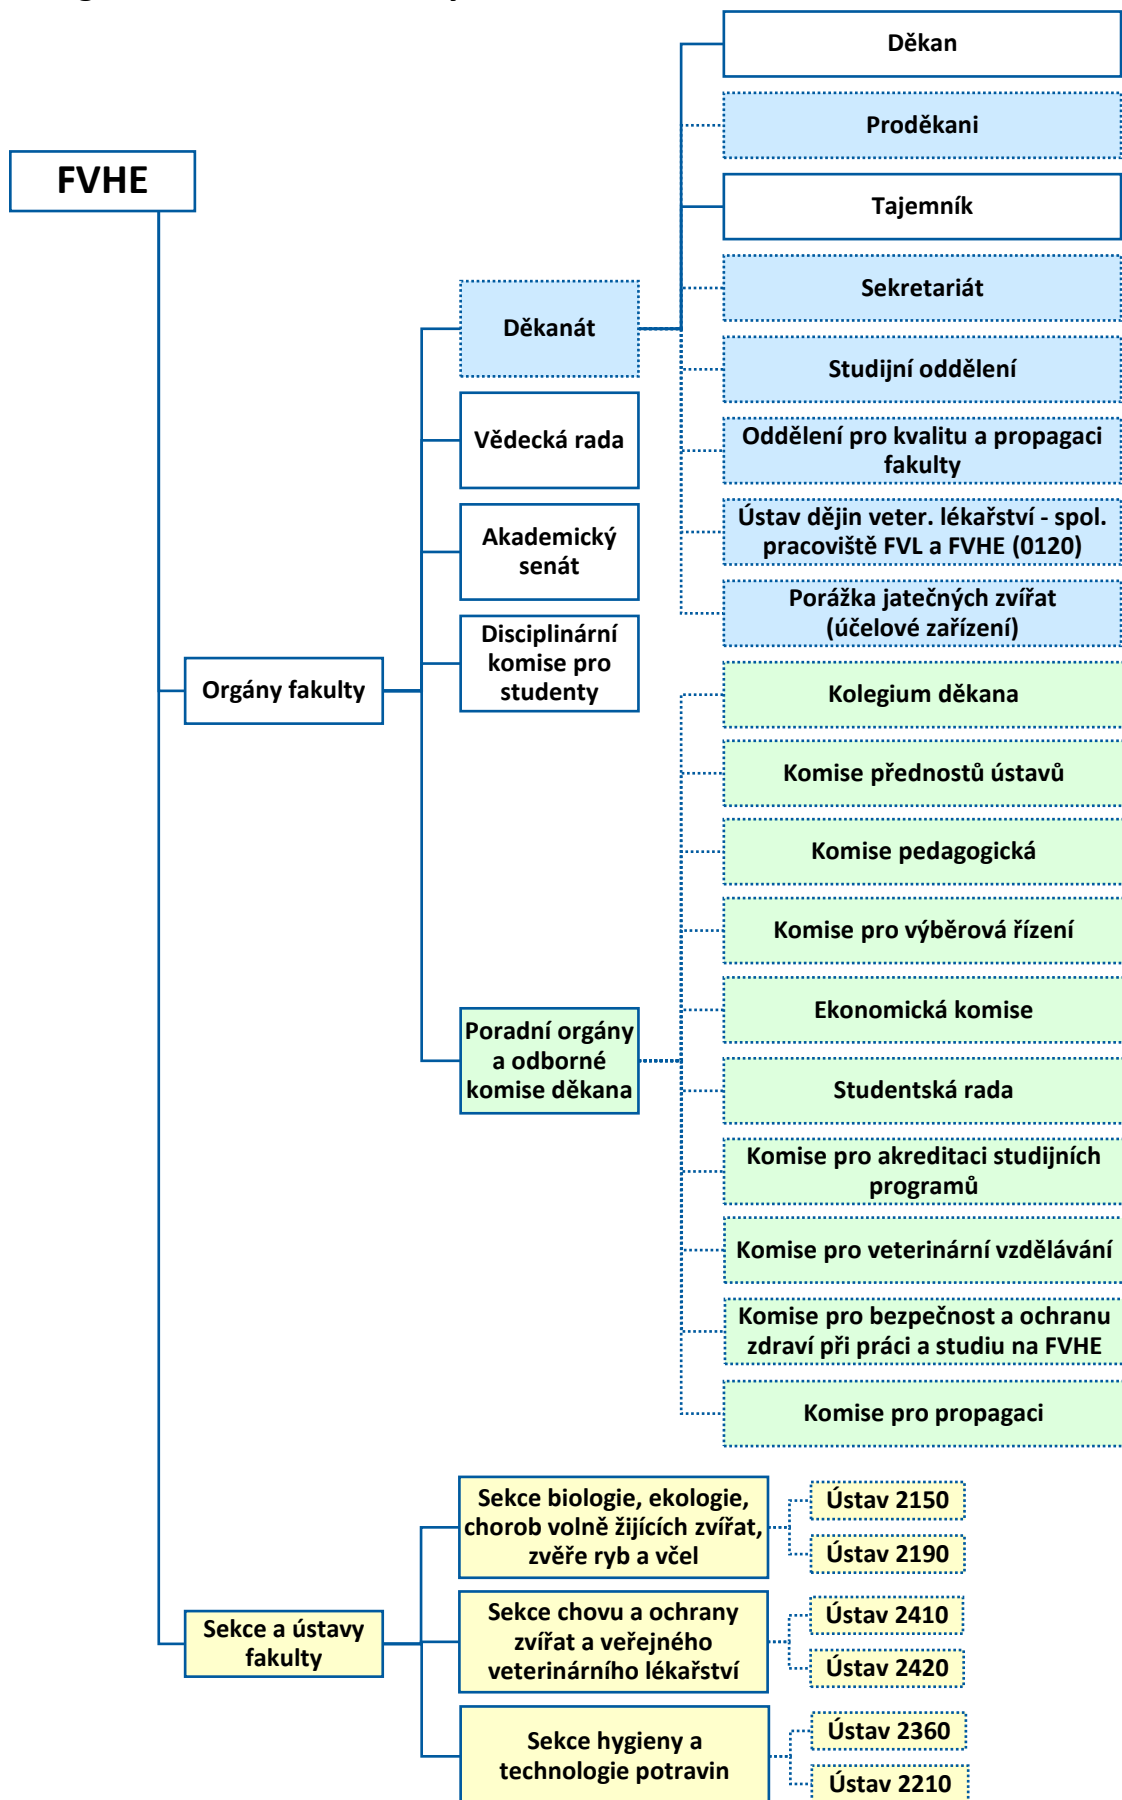 FVHE
Děkan
Proděkani
Tajemník
Sekretariát
Studijní oddělení
Oddělení pro kvalitu a propagaci
fakulty
Ústav dějin veter. lékařství - spol.
pracoviště FVL a FVHE (0120)
Porážka jatečných zvířat
(účelové zařízení)
Děkanát
Vědecká rada
Akademický
senát
Disciplinární
komise pro
studenty
Orgány fakulty
Kolegium děkana
Komise přednostů ústavů
Komise pedagogická
Komise pro výběrová řízení
Ekonomická komise
Studentská rada
Komise pro akreditaci studijních
programů
Komise pro veterinární vzdělávání
Komise pro bezpečnost a ochranu
zdraví při práci a studiu na FVHE
Komise pro propagaci
Poradní orgány
a odborné
komise děkana
Sekce a ústavy
fakulty
Sekce biologie, ekologie,
chorob volně žijících zvířat,
zvěře ryb a včel
Ústav 2150
Ústav 2190
Sekce chovu a ochrany
zvířat a veřejného
veterinárního lékařství
Ústav 2410
Ústav 2420
Sekce hygieny a
technologie potravin
Ústav 2360
Ústav 2210